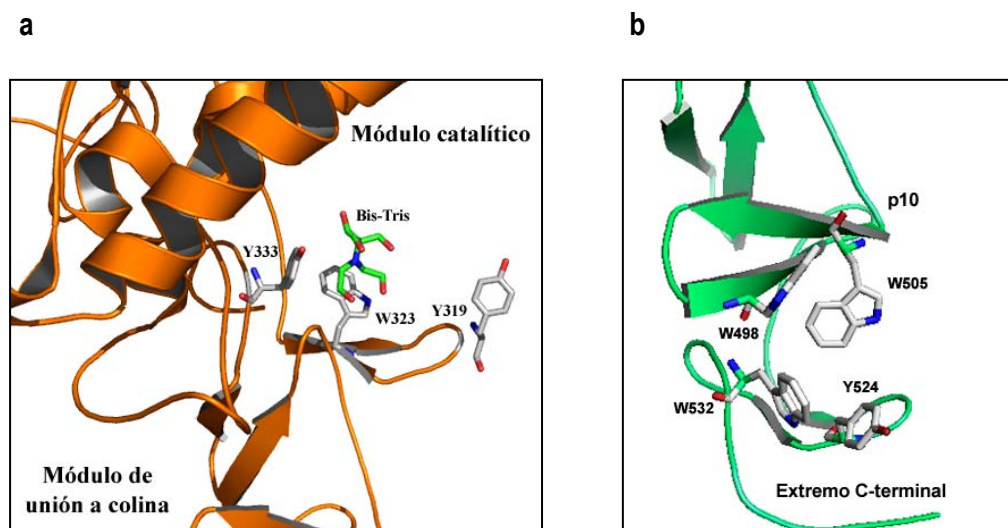 a
b
Módulo catalítico
Bis-Tris
Y333
W323
Y319
Módulo de
unión a colina
p10
W505
W498
W532
Y524
Extremo C-terminal